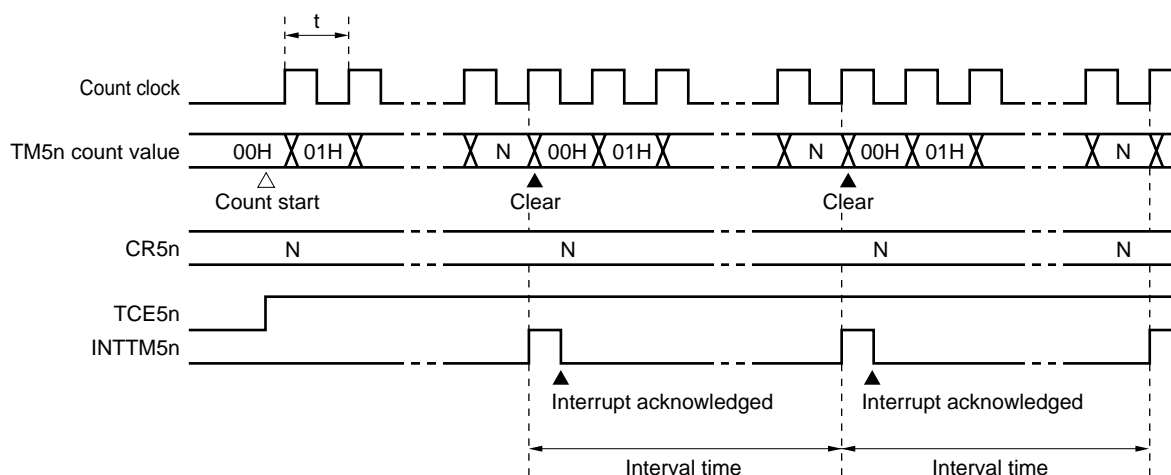 t
Count clock
TM5n count value 00H 01H N 00H 01H N 00H 01H N
Count start Clear Clear
CR5n N N N N
TCE5n
INTTM5n
Interrupt acknowledged Interrupt acknowledged
Interval time Interval time